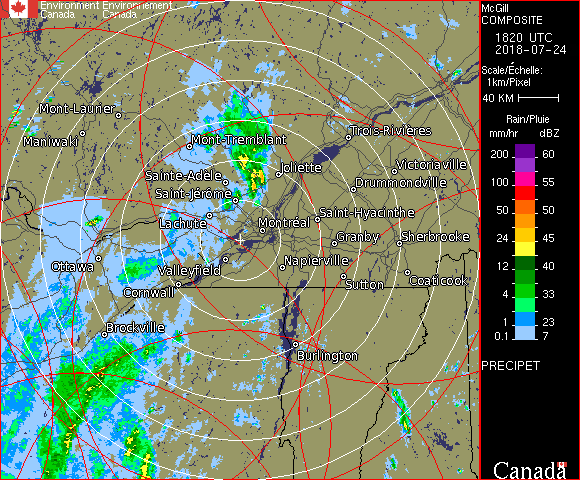 Environment Environnement
Canada Canada
McGill
COMPOSITE
1820 UTC
2018-07-24
Scale/Échelle:
1km/Pixel
40 KM
Rain/Pluie
mm/hr dBZ
200 60
150 57
100 55
50 50
24 45
12 40
4 33
1 23
0.1 7
PRECIPET
Canada
Mont-Laurier
Maniwaki
Mont-Tremblant
Trois-Rivières
Joliette
Victoriaville
Sainte-Adèle
Drummondville
Saint-Jérôme
Lachute
Saint-Hyacinthe
Montréal
Granby
Sherbrooke
Ottawa
Valleyfield
Napierville
Cornwall
Sutton
Coaticook
Brockville
Burlington